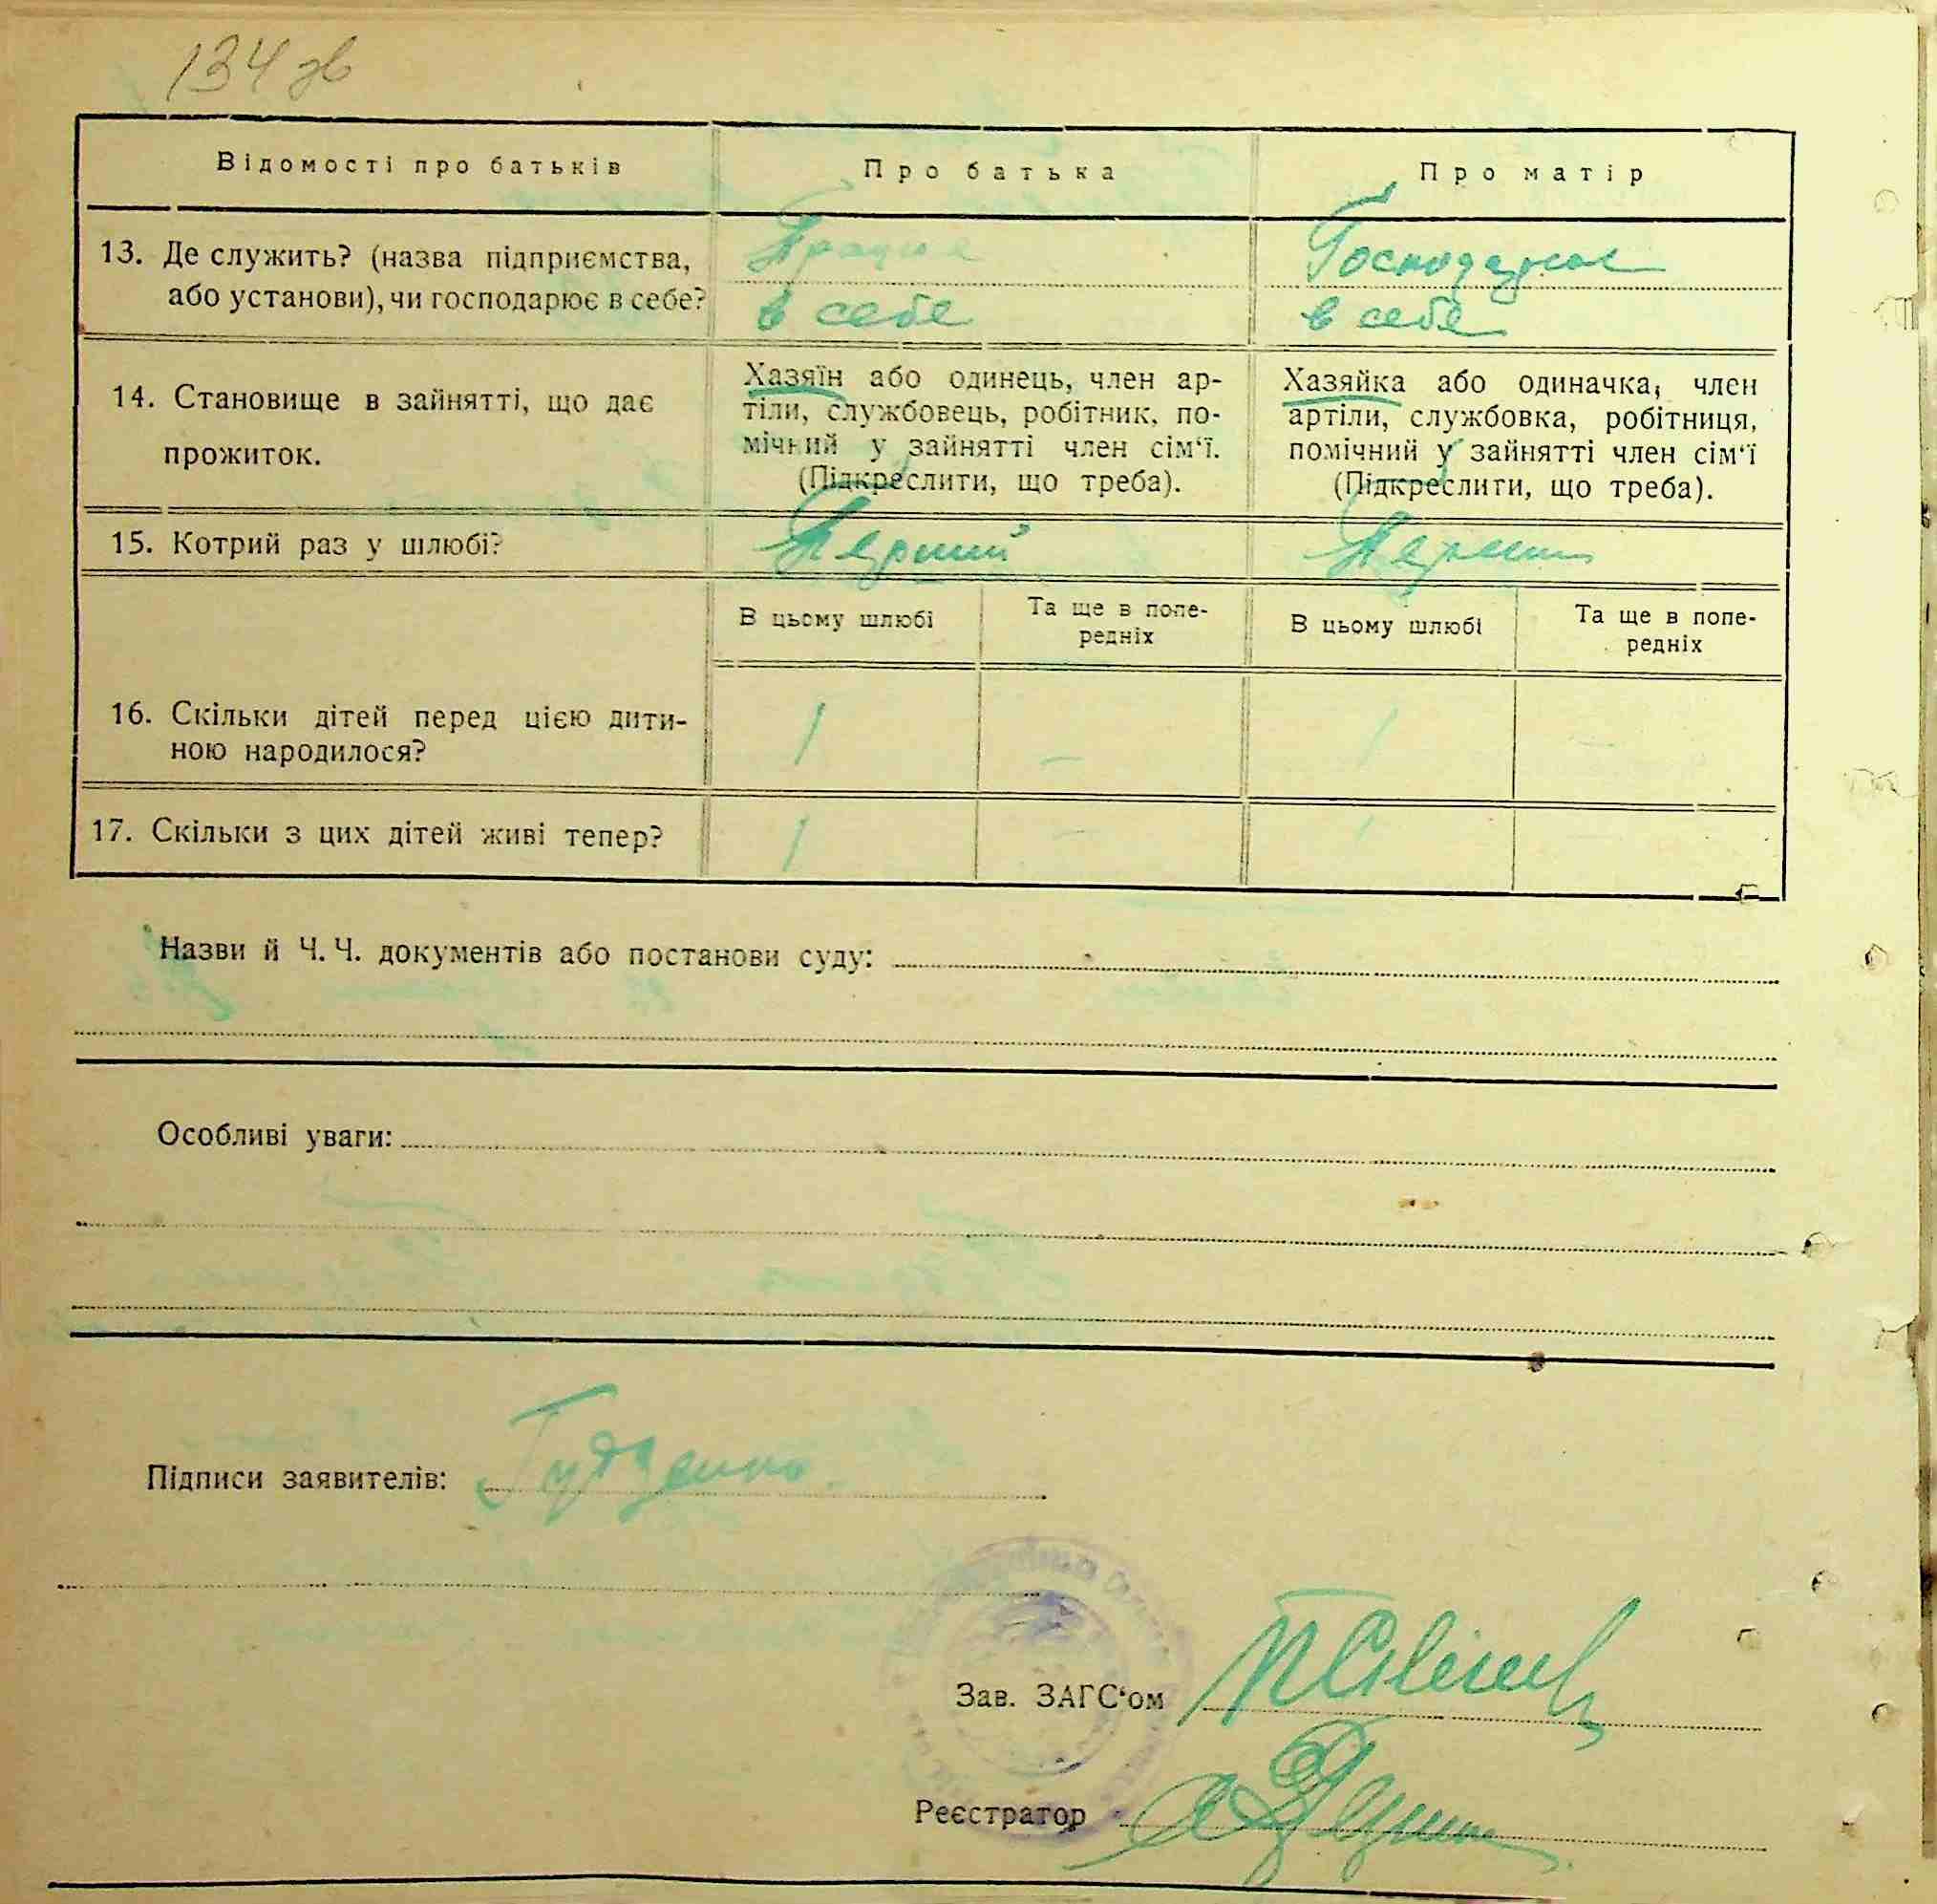 134 зв
Відомості про батьків
Про батька
Про матір
13. Де служить? (назва підприємства,
або установи), чи господарює в себе?
Працює
в себе
Господарює
в себе
14. Становище в зайнятті, що дає
прожиток.
Хазяїн або одинець, член ар-
тіли, службовець, робітник, по-
мічний у зайнятті член сім‘ї.
(Підкреслити, що треба).
Хазяйка або одиначка, член
артіли, службовка, робітниця,
помічний у зайнятті член сім‘ї
(Підкреслити, що треба).
15. Котрий раз у шлюбі?
Перший
Перший
В цьому шлюбі
Та ще в попе-
редніх
В цьому шлюбі
Та ще в попе-
редніх
16. Скільки дітей перед цією дити-
ною народилося?
1
—
1
17. Скільки з цих дітей живі тепер?
1
—
1
Назви й Ч. Ч. документів або постанови суду:
Особливі уваги:
Підписи заявителів:
Зав. ЗАГС‘ом
Реєстратор